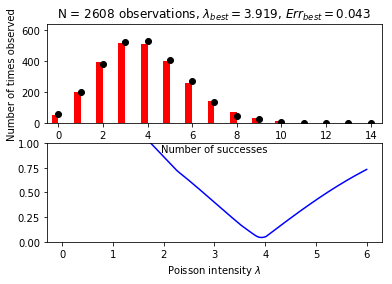 N = 2608 observations, λbest = 3.919, Errbest = 0.043
Number of times observed
600
400
200
0
0 2 4 6 8 10 12 14
Number of successes
1.00
0.75
0.50
0.25
0.00
0 1 2 3 4 5 6
Poisson intensity λ